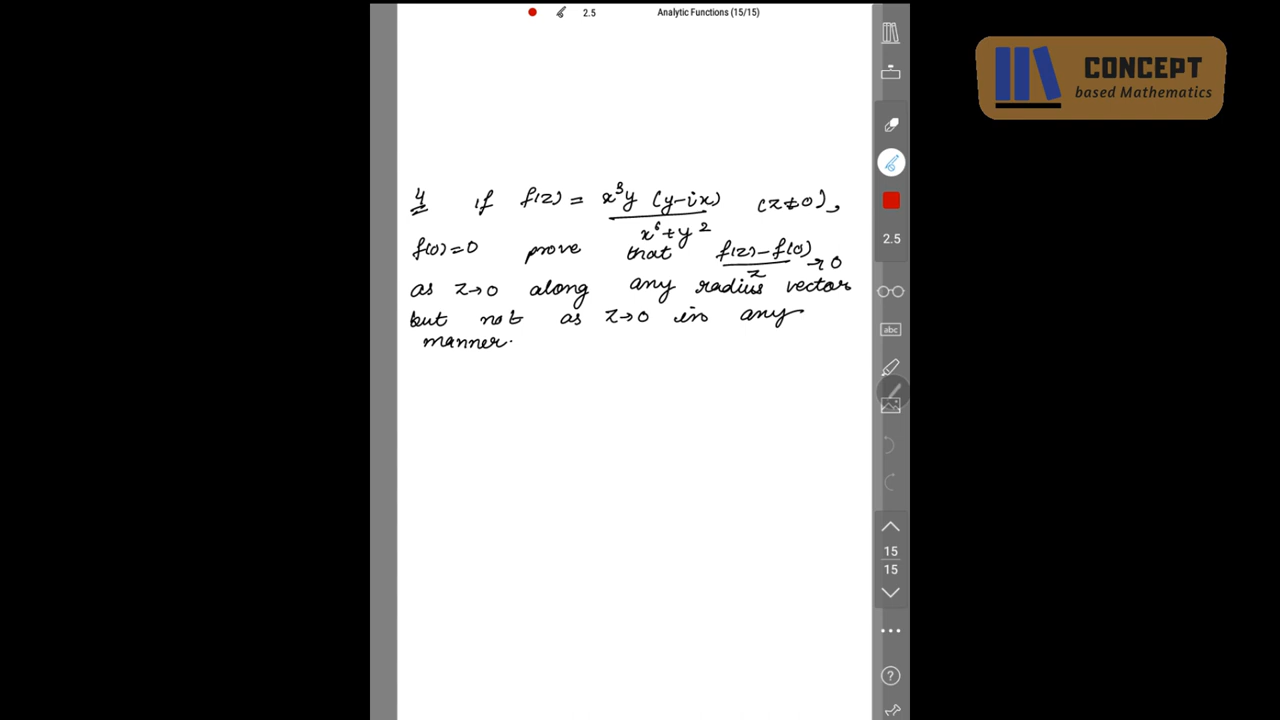 2.5 Analytic Functions (15/15)
CONCEPT
based Mathematics
4 If f(z) = x³y (y-ix) / x⁶+y² (z≠0),
f(0)=0 prove that f(z)-f(0) / z → 0
as z→0 along any radius vector
but not as z→0 in any
manner.
2.5
abc
15
15
?